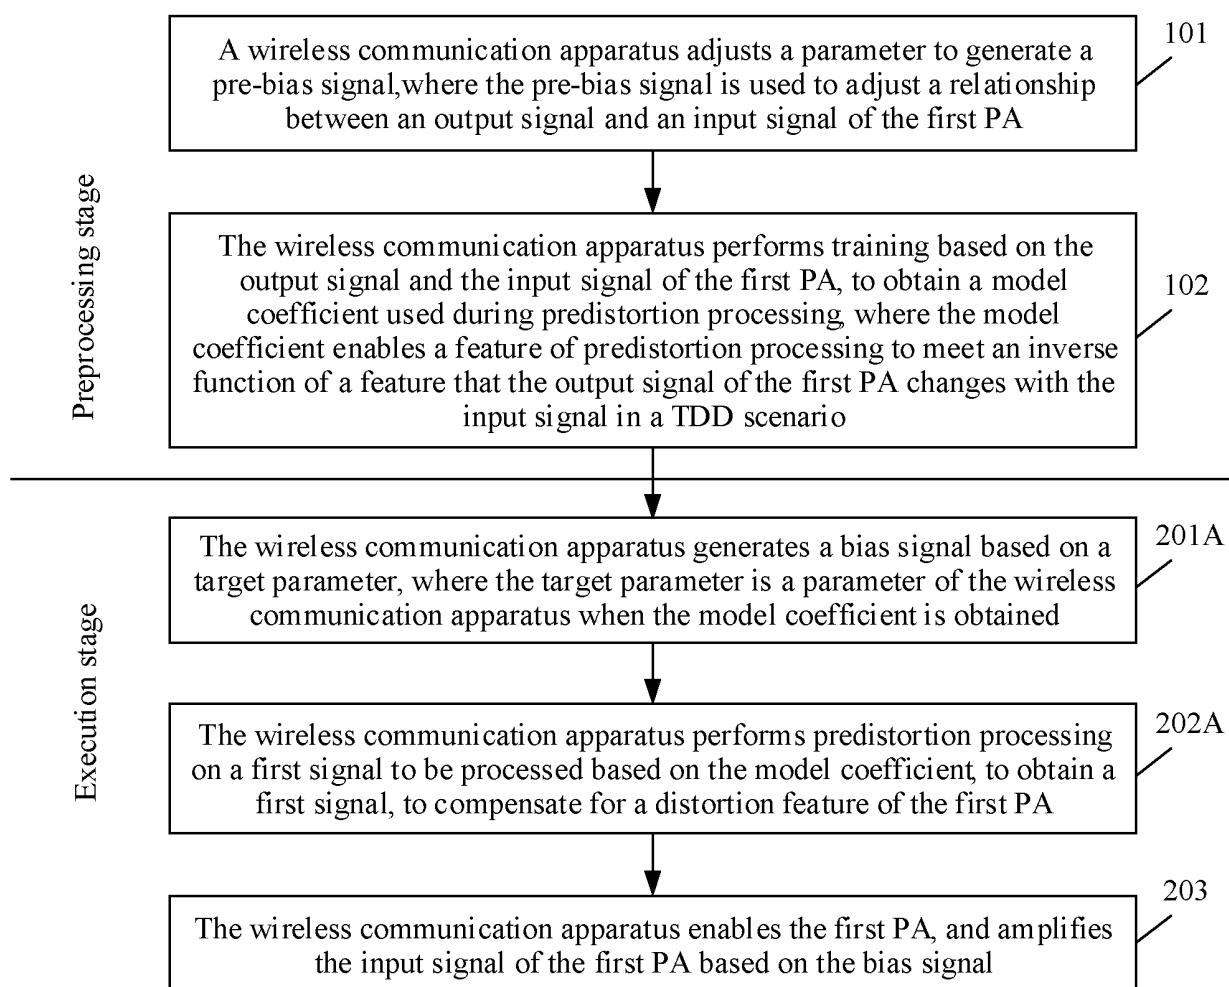 A wireless communication apparatus adjusts a parameter to generate a
pre-bias signal,where the pre-bias signal is used to adjust a relationship
between an output signal and an input signal of the first PA
101
Preprocessing stage
The wireless communication apparatus performs training based on the
output signal and the input signal of the first PA, to obtain a model
coefficient used during predistortion processing, where the model
coefficient enables a feature of predistortion processing to meet an inverse
function of a feature that the output signal of the first PA changes with the
input signal in a TDD scenario
102
Execution stage
The wireless communication apparatus generates a bias signal based on a
target parameter, where the target parameter is a parameter of the wireless
communication apparatus when the model coefficient is obtained
201A
The wireless communication apparatus performs predistortion processing
on a first signal to be processed based on the model coefficient, to obtain a
first signal, to compensate for a distortion feature of the first PA
202A
The wireless communication apparatus enables the first PA, and amplifies
the input signal of the first PA based on the bias signal
203